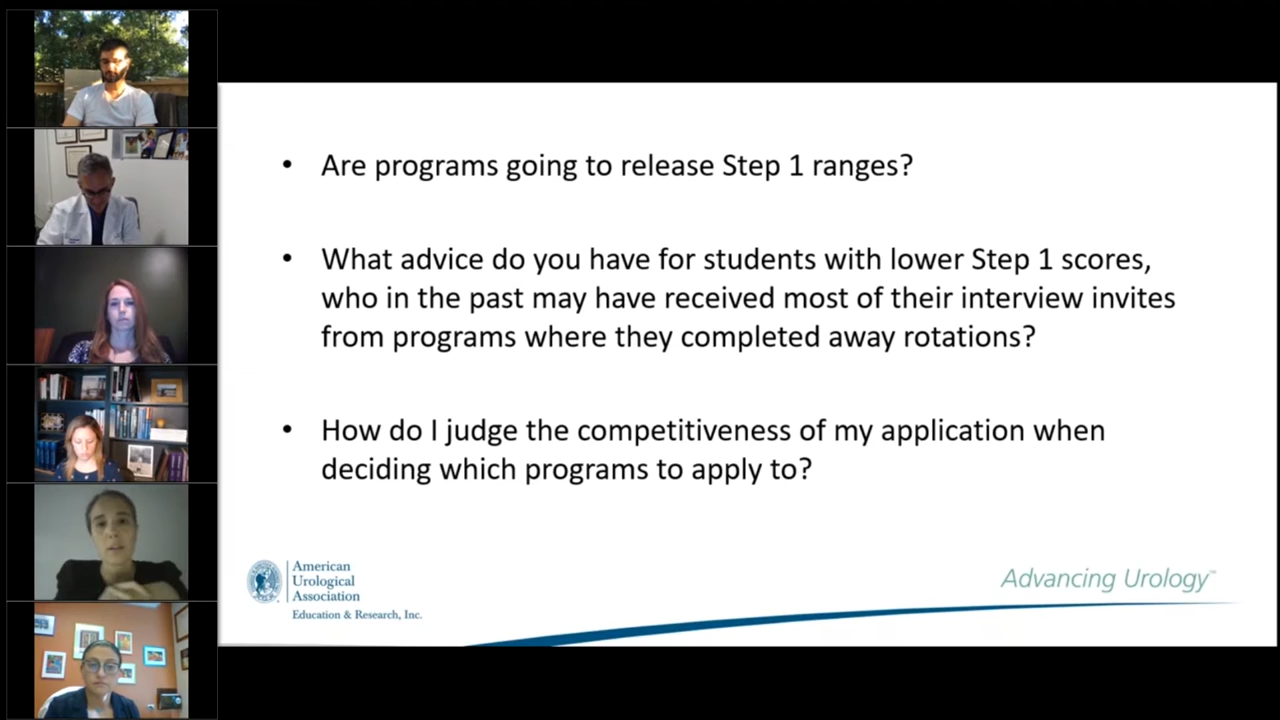 • Are programs going to release Step 1 ranges?
• What advice do you have for students with lower Step 1 scores,
who in the past may have received most of their interview invites
from programs where they completed away rotations?
• How do I judge the competitiveness of my application when
deciding which programs to apply to?
American
Urological
Association
Education & Research, Inc.
Advancing Urology™